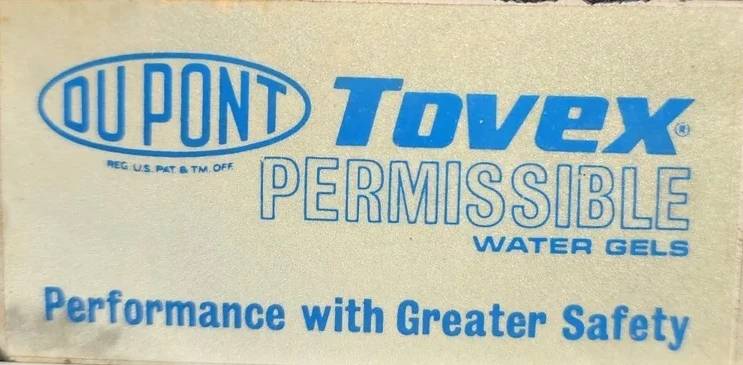 DU PONT Tovex®
REG. U.S. PAT. & TM. OFF.
PERMISSIBLE
WATER GELS
Performance with Greater Safety